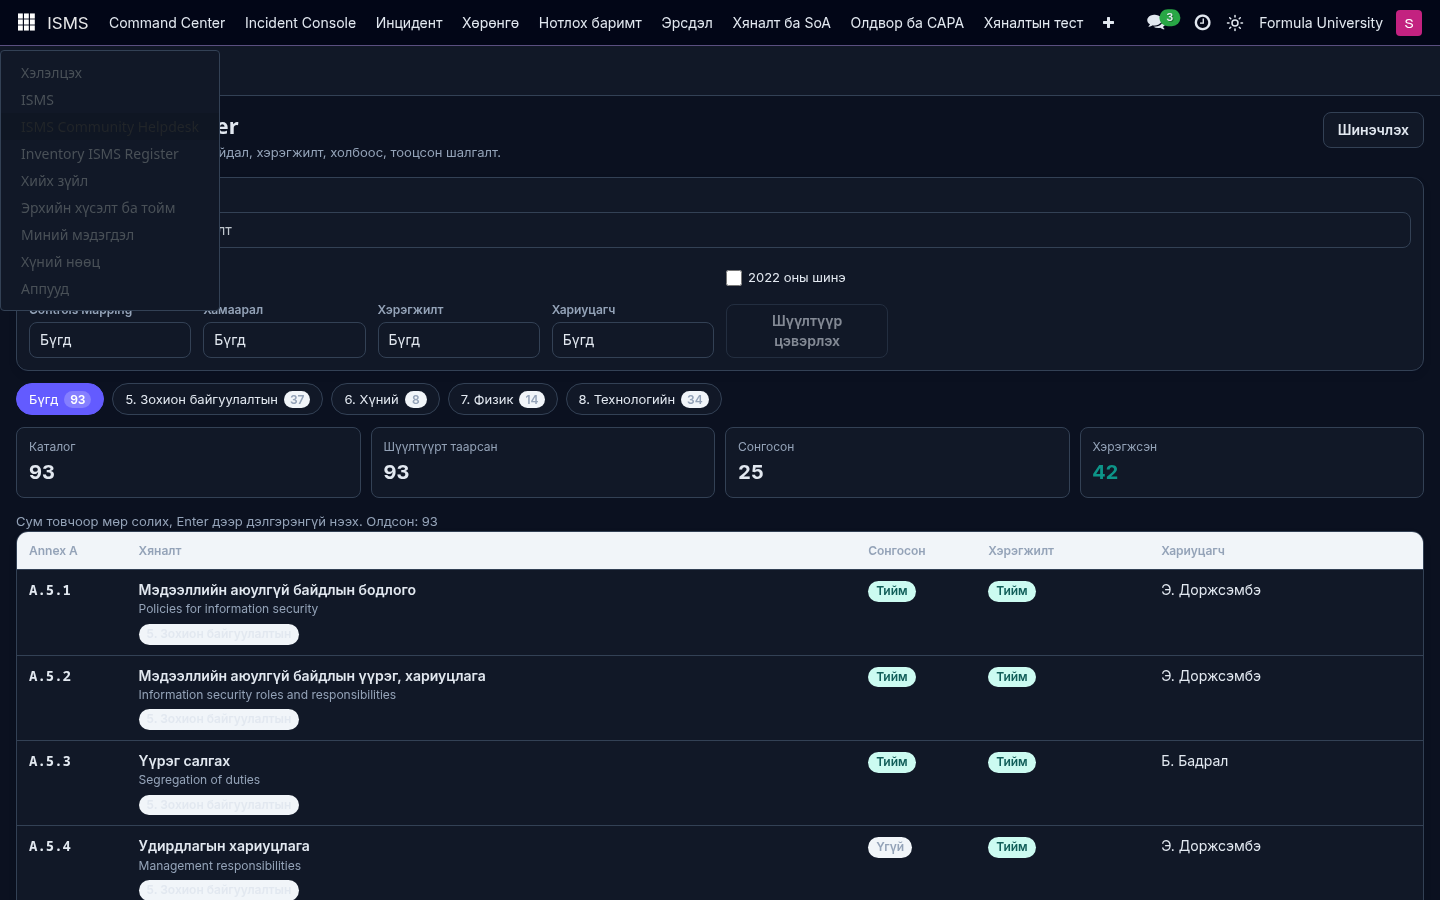 ISMS Command Center Incident Console Инцидент Хөрөнгө Нотлох баримт Эрсдэл Хяналт ба SoA Олдвор ба CAPA Хяналтын тест 3 Formula University S
Хэлэлцэх
ISMS
ISMS Community Helpdesk
Inventory ISMS Register
Хийх зүйл
Эрхийн хүсэлт ба тойм
Миний мэдэгдэл
Хүний нөөц
Аппууд
Шинэчлэх
хэрэгжилт, холбоос, тооцсон шалгалт.
2022 оны шинэ
Controls Mapping Хамаарал Хэрэгжилт Хариуцагч
Бүгд Бүгд Бүгд Бүгд
Шүүлтүүр
цэвэрлэх
Бүгд 93 5. Зохион байгуулалтын 37 6. Хүний 8 7. Физик 14 8. Технологийн 34
Каталог Шүүлтүүрт таарсан Сонгосон Хэрэгжсэн
93 93 25 42
Сум товчоор мөр солих, Enter дээр дэлгэрэнгүй нээх. Олдсон: 93
Annex A Хяналт Сонгосон Хэрэгжилт Хариуцагч
A.5.1 Мэдээллийн аюулгүй байдлын бодлого Тийм Тийм Э. Доржсэмбэ
Policies for information security
5. Зохион байгуулалтын
A.5.2 Мэдээллийн аюулгүй байдлын үүрэг, хариуцлага Тийм Тийм Э. Доржсэмбэ
Information security roles and responsibilities
5. Зохион байгуулалтын
A.5.3 Үүрэг салгах Тийм Тийм Б. Бадрал
Segregation of duties
5. Зохион байгуулалтын
A.5.4 Удирдлагын хариуцлага Үгүй Тийм Э. Доржсэмбэ
Management responsibilities
5. Зохион байгуулалтын